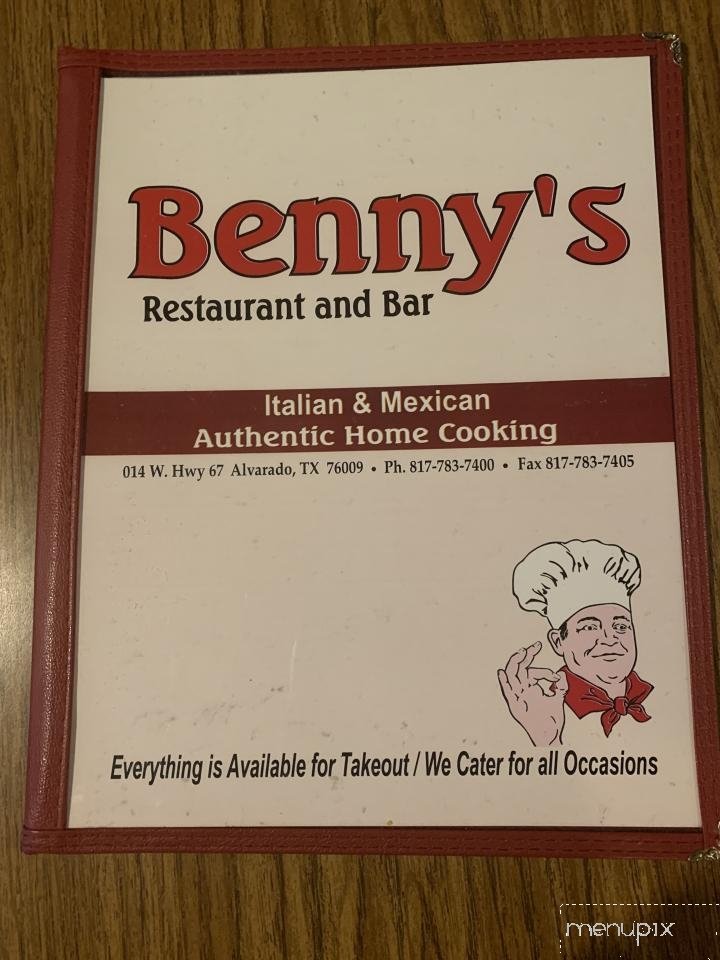 Benny's
Restaurant and Bar
Italian & Mexican
Authentic Home Cooking
014 W. Hwy 67 Alvarado, TX 76009 • Ph. 817-783-7400 • Fax 817-783-7405
Everything is Available for Takeout / We Cater for all Occasions
menupix